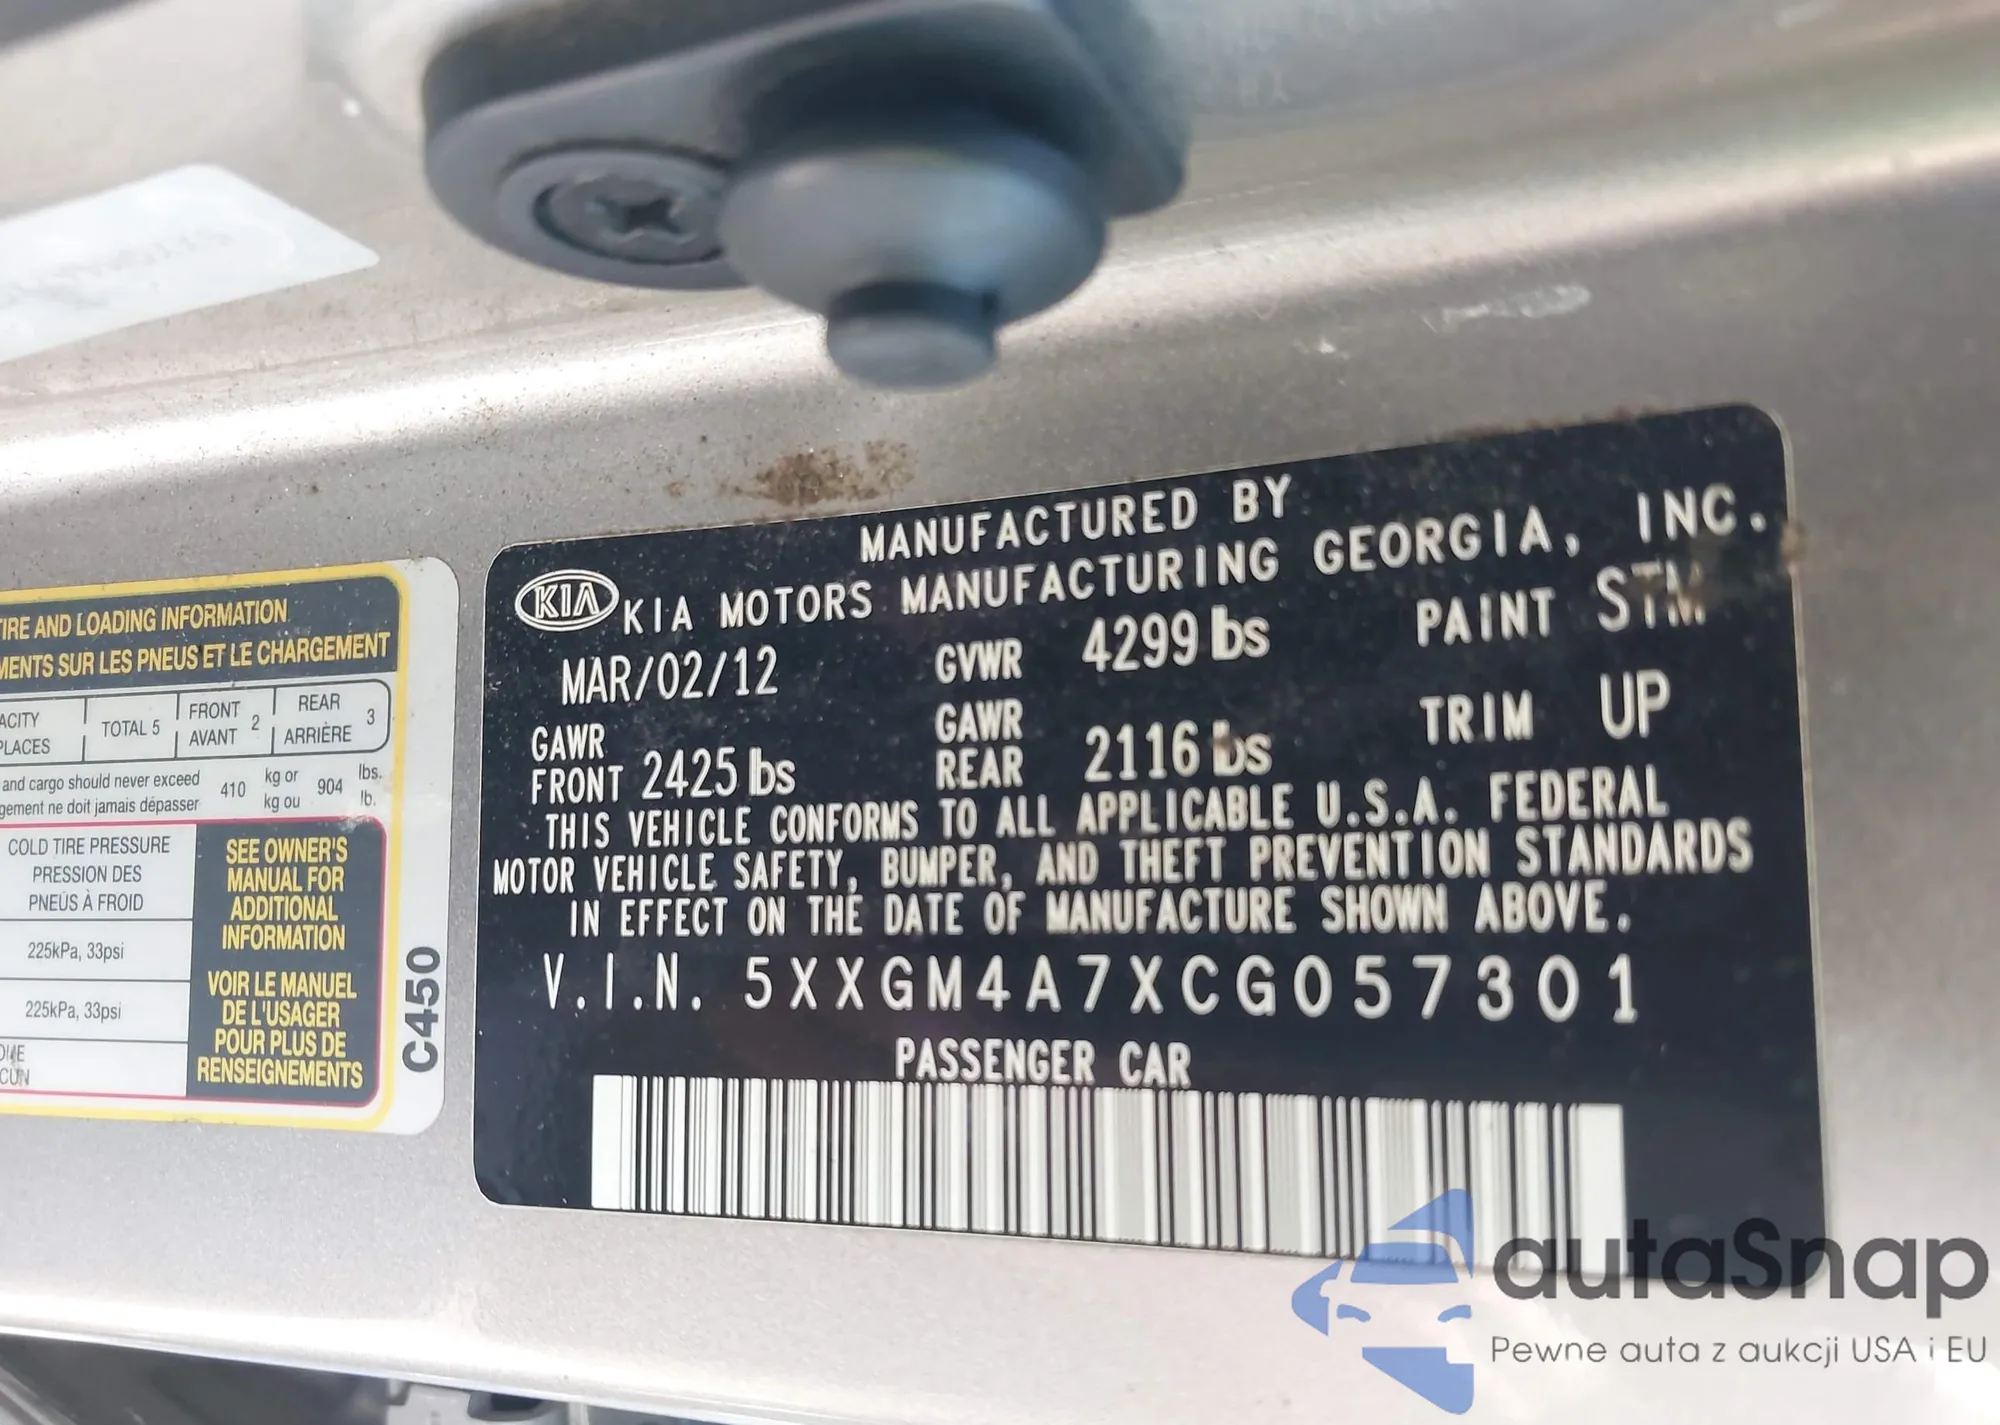 TIRE AND LOADING INFORMATION
MENTS SUR LES PNEUS ET LE CHARGEMENT
ACITY
PLACES
TOTAL 5
FRONT
AVANT
2
REAR
ARRIÈRE
3
and cargo should never exceed
gement ne doit jamais dépasser
410
kg or
kg ou
904
lbs.
lb.
COLD TIRE PRESSURE
PRESSION DES
PNEUS À FROID
225kPa, 33psi
225kPa, 33psi
SEE OWNER'S
MANUAL FOR
ADDITIONAL
INFORMATION
VOIR LE MANUEL
DE L'USAGER
POUR PLUS DE
RENSEIGNEMENTS
C450
MANUFACTURED BY
KIA KIA MOTORS MANUFACTURING GEORGIA, INC.
MAR/02/12 GVWR 4299 lbs PAINT STM
GAWR FRONT 2425 lbs GAWR REAR 2116 lbs TRIM UP
THIS VEHICLE CONFORMS TO ALL APPLICABLE U.S.A. FEDERAL
MOTOR VEHICLE SAFETY, BUMPER, AND THEFT PREVENTION STANDARDS
IN EFFECT ON THE DATE OF MANUFACTURE SHOWN ABOVE.
V.I.N. 5XXGM4A7XCG057301
PASSENGER CAR
autaSnap
Pewne auta z aukcji USA i EU